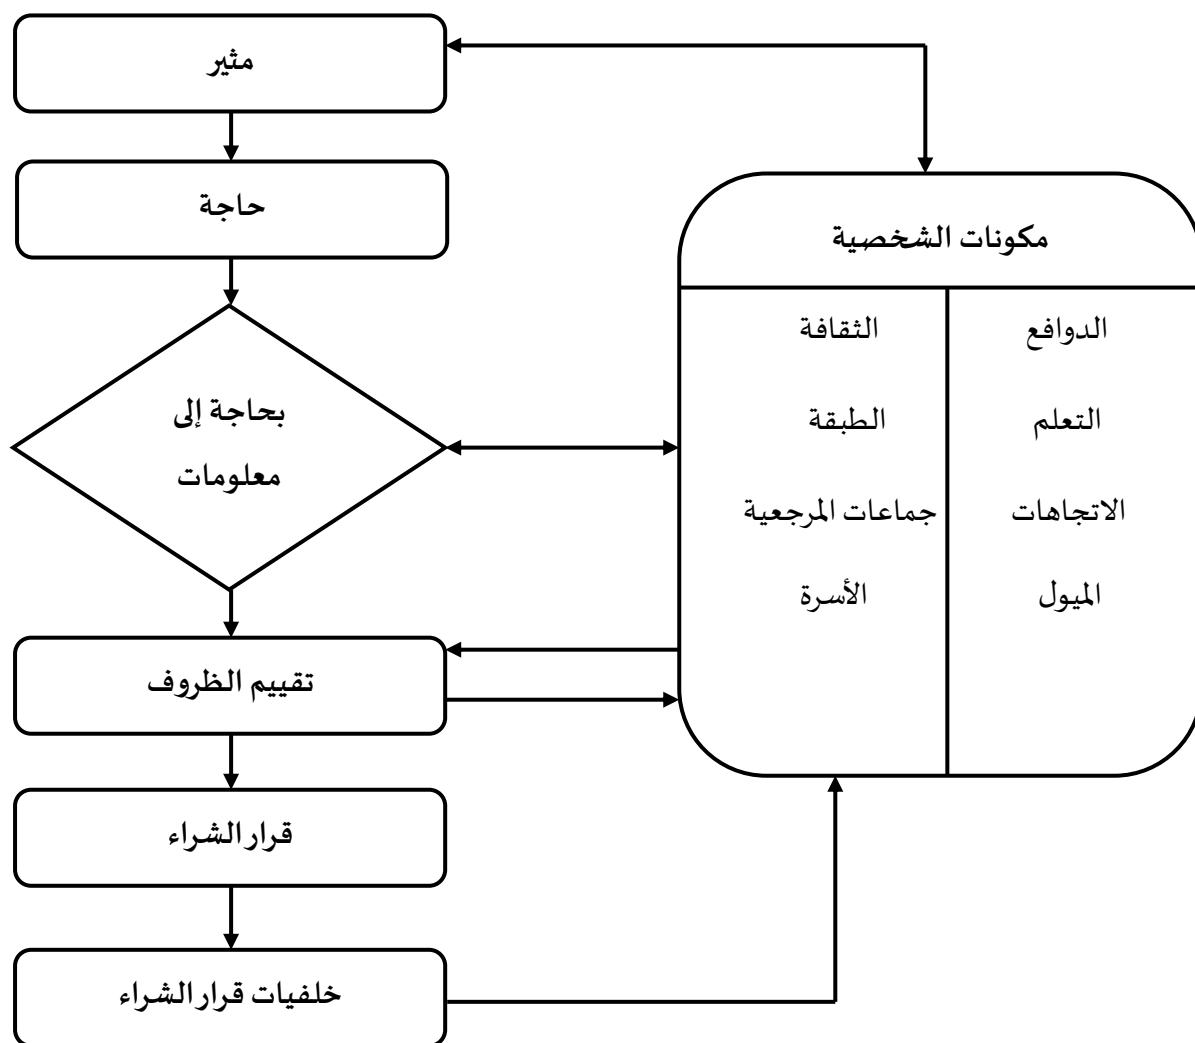 مثير
حاجة
بحاجة إلى
معلومات
تقييم الظروف
قرار الشراء
خلفيات قرار الشراء
مكونات الشخصية
الدوافع
التعلم
الاتجاهات
الميول
الثقافة
الطبقة
جماعات المرجعية
الأسرة